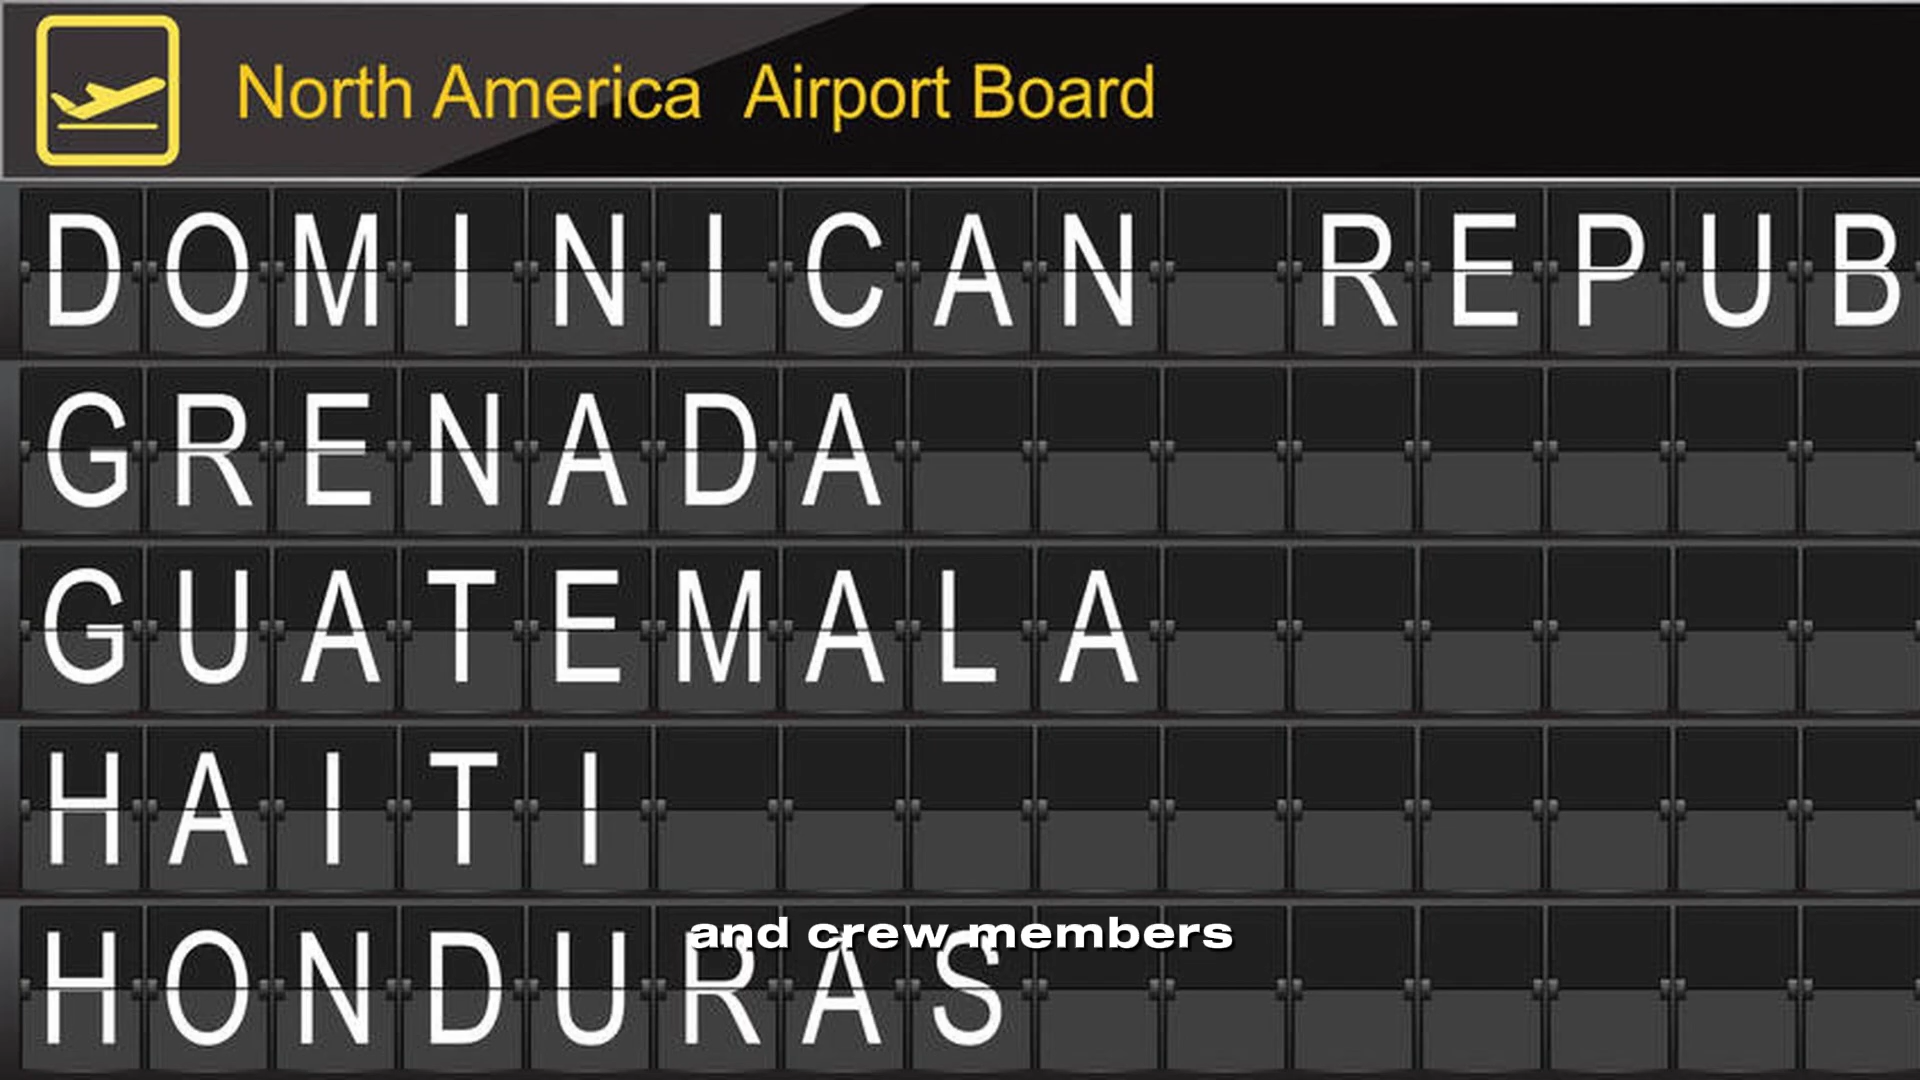 North America Airport Board
DOMINICAN REPUB
GRENADA
GUATEMALA
HAITI
and crew members
HONDURAS